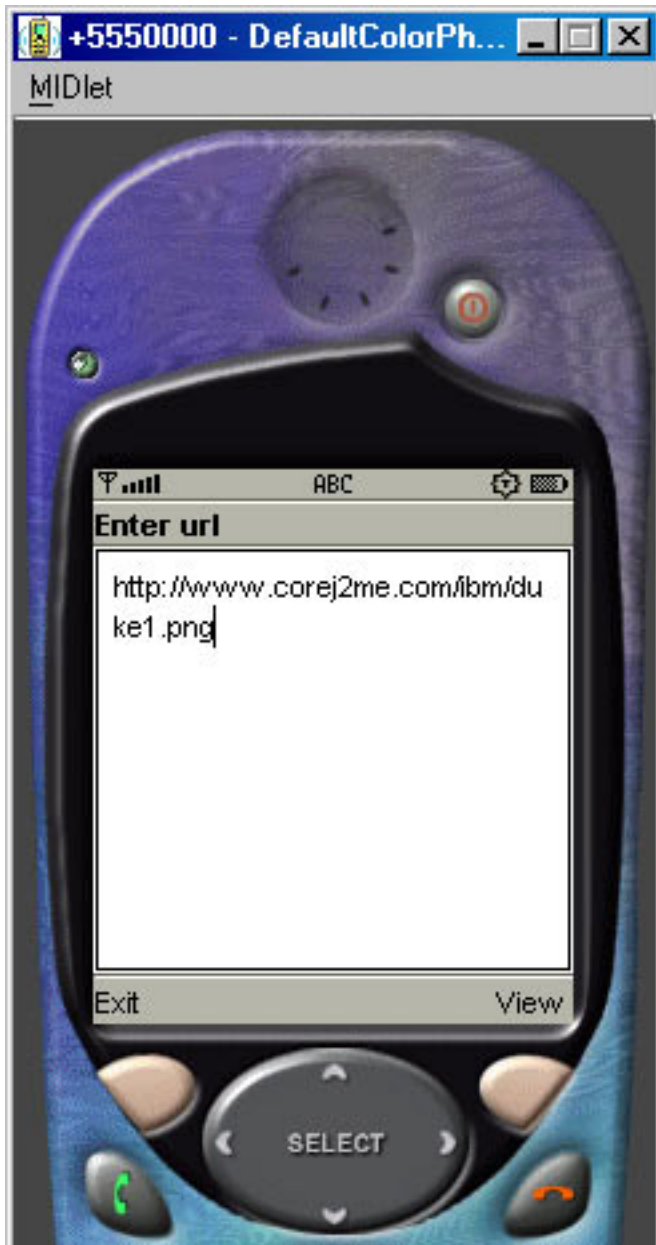 +5550000 - DefaultColorPh...
MIDlet
ABC
Enter url
http://www.corej2me.com/ibm/du
ke1.png
Exit View
SELECT